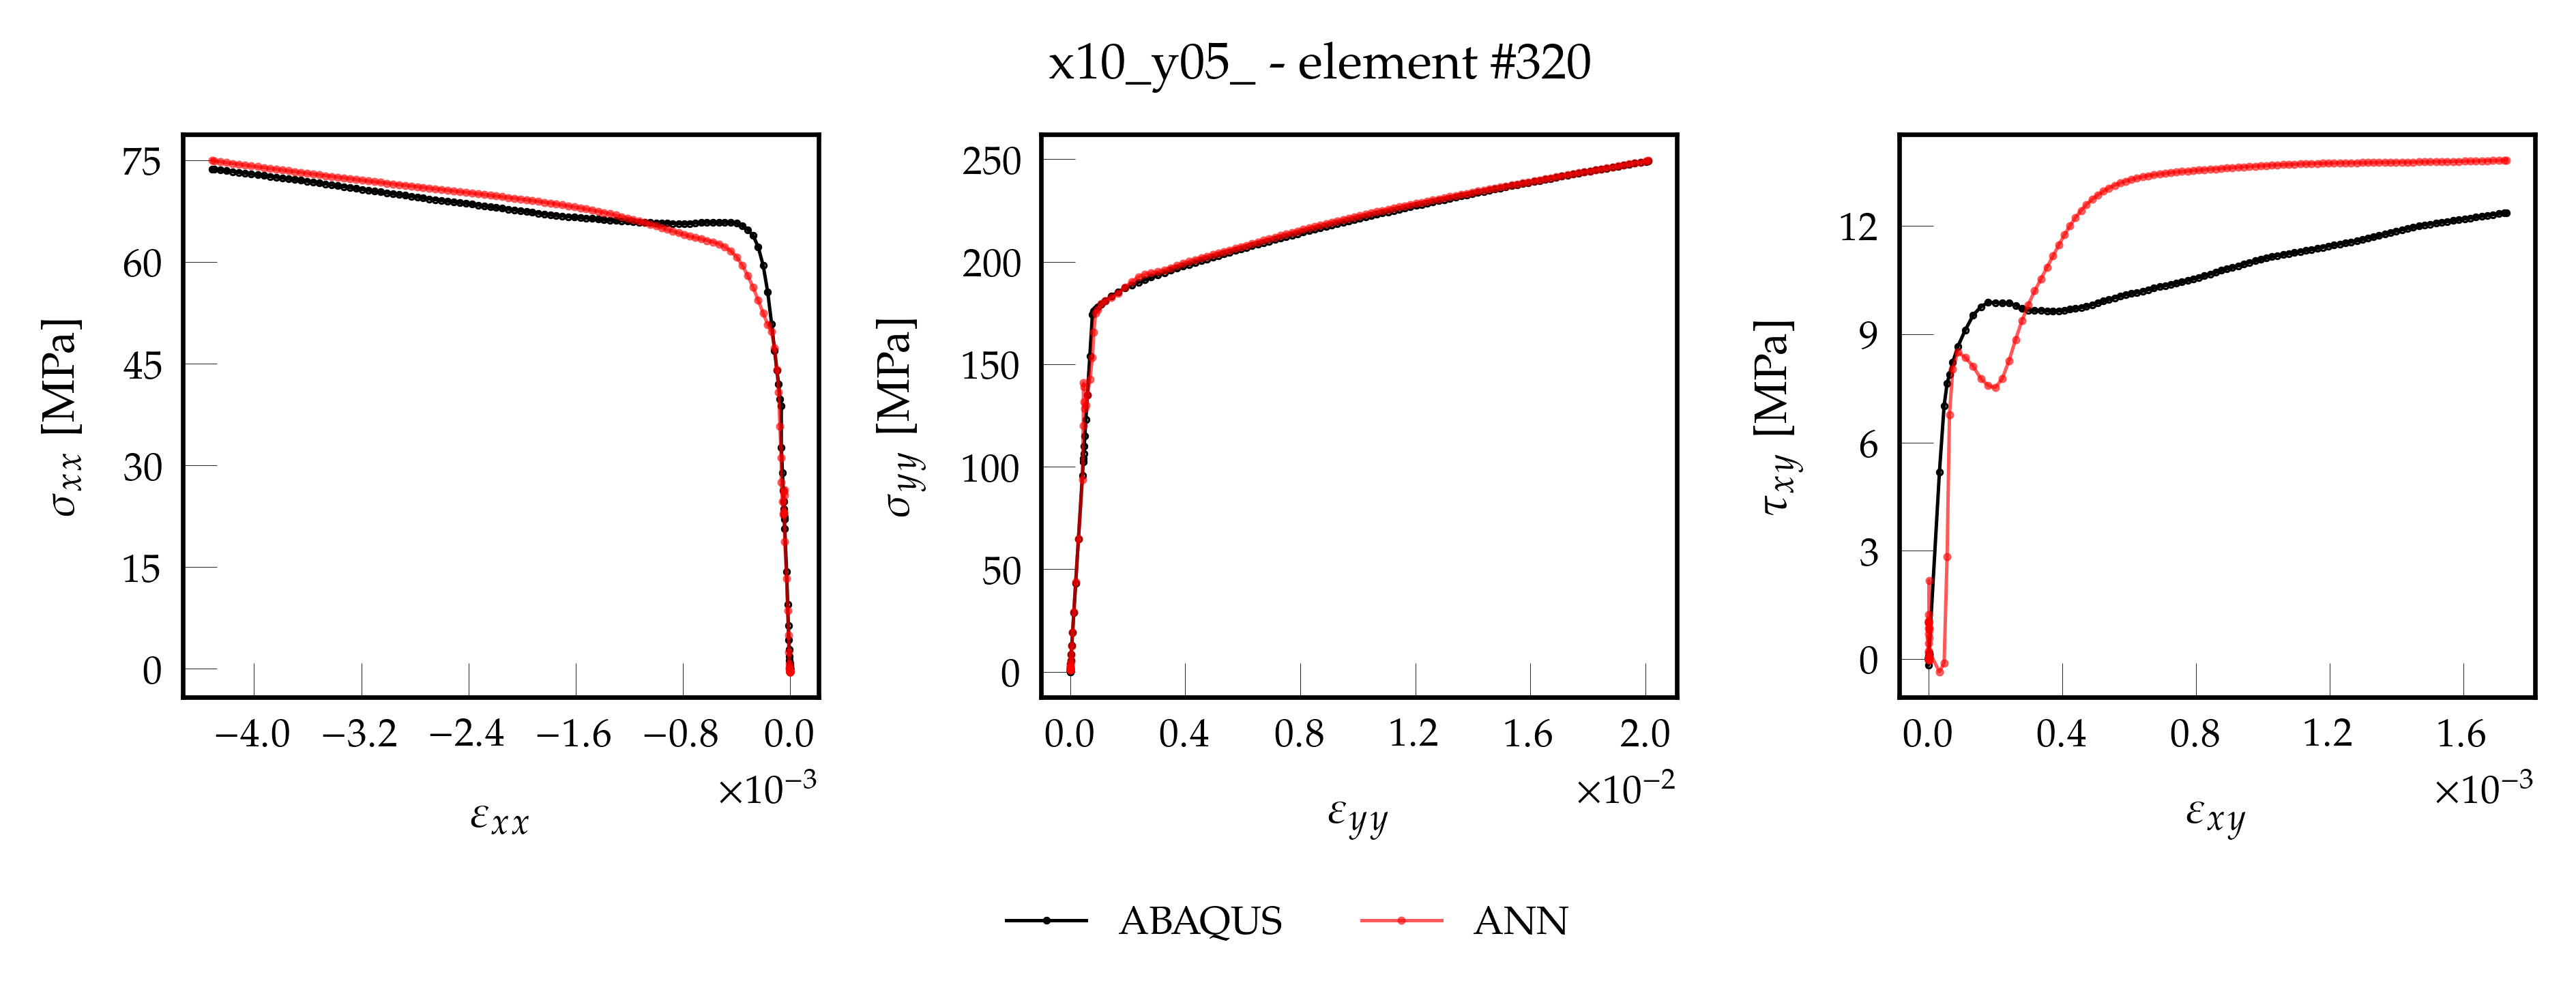 x10_y05_ - element #320
75
60
45
30
15
0
σxx [MPa]
−4.0 −3.2 −2.4 −1.6 −0.8 0.0
×10⁻³
εxx
250
200
150
100
50
0
σyy [MPa]
0.0 0.4 0.8 1.2 1.6 2.0
×10⁻²
εyy
12
9
6
3
0
τxy [MPa]
0.0 0.4 0.8 1.2 1.6
×10⁻³
εxy
ABAQUS ANN